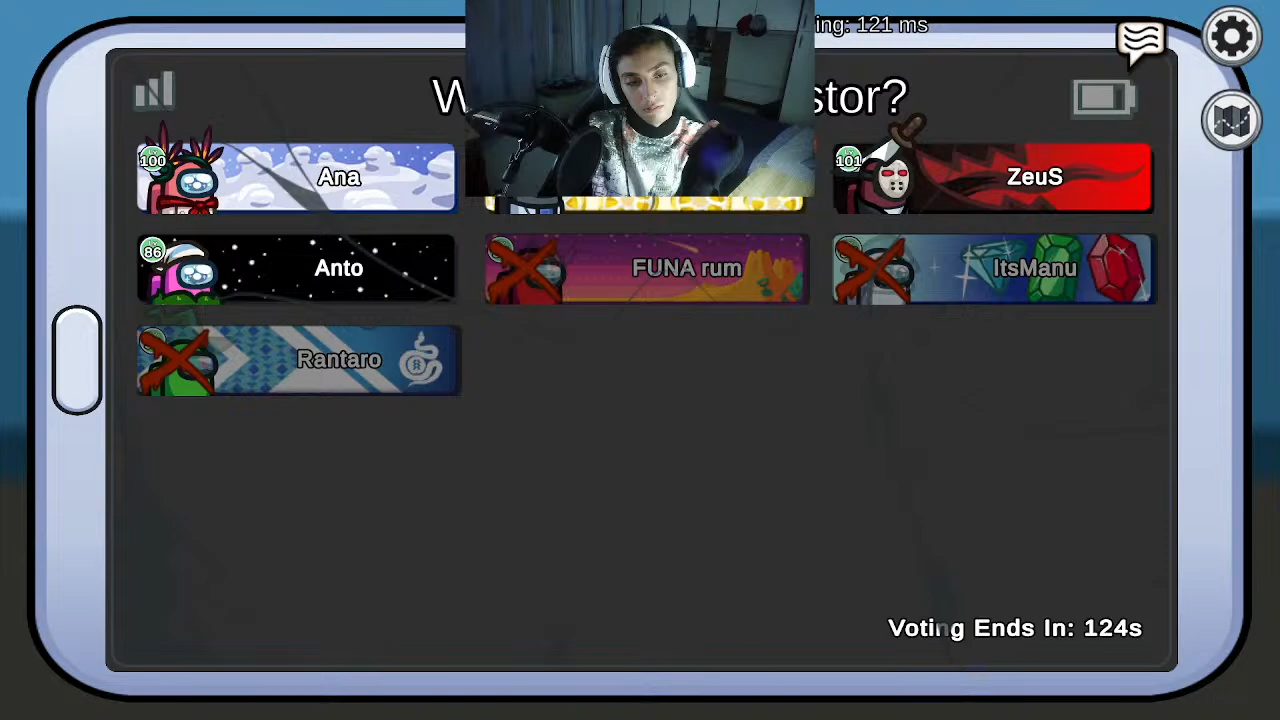 ing: 121 ms
W stor?
100 Ana
101 ZeuS
86 Anto
FUNA rum
ItsManu
Rantaro
Voting Ends In: 124s